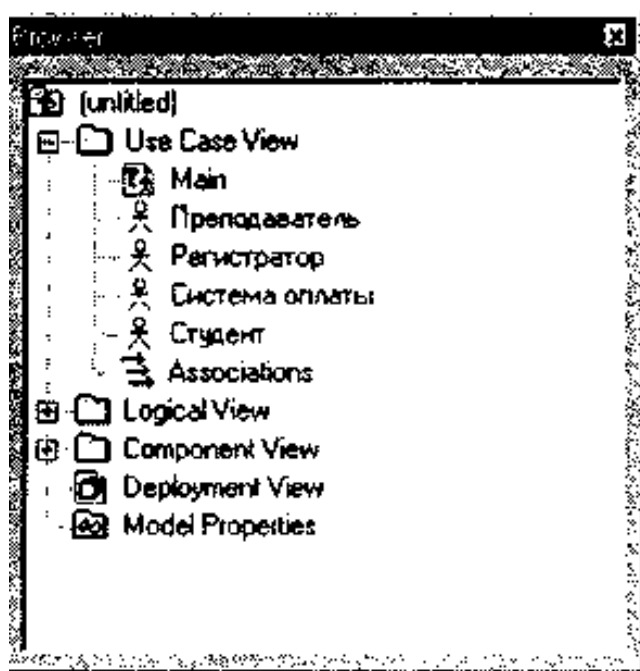 Browser
(untitled)
Use Case View
Main
Преподаватель
Регистратор
Система оплаты
Студент
Associations
Logical View
Component View
Deployment View
Model Properties